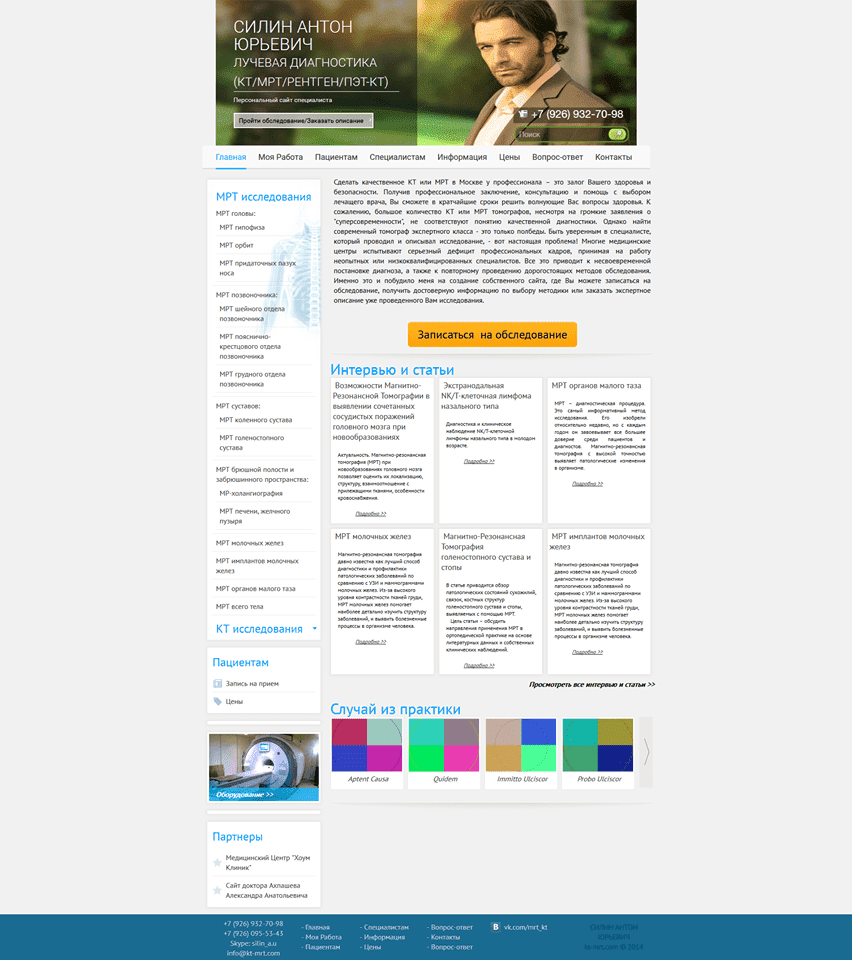 СИЛИН АНТОН
ЮРЬЕВИЧ
ЛУЧЕВАЯ ДИАГНОСТИКА
(КТ/МРТ/РЕНТГЕН/ПЭТ-КТ)
Персональный сайт специалиста
Пройти обследование/Заказать описание
+7 (926) 932-70-98
Поиск
Главная Моя Работа Пациентам Специалистам Информация Цены Вопрос-ответ Контакты
МРТ исследования
МРТ головы:
МРТ гипофиза
МРТ орбит
МРТ придаточных пазух
носа
МРТ позвоночника:
МРТ шейного отдела
позвоночника
МРТ пояснично-
крестцового отдела
позвоночника
МРТ грудного отдела
позвоночника
МРТ суставов:
МРТ коленного сустава
МРТ голеностопного
сустава
МРТ брюшной полости и
забрюшинного пространства:
МР-холангиография
МРТ печени, желчного
пузыря
МРТ молочных желез
МРТ имплантов молочных
желез
МРТ органов малого таза
МРТ всего тела
КТ исследования
Пациентам
Запись на прием
Цены
Оборудование >>
Партнеры
Медицинский Центр "Хоум
Клиник"
Сайт доктора Ахпашева
Александра Анатольевича
Сделать качественное КТ или МРТ в Москве у профессионала – это залог Вашего здоровья и
безопасности. Получив профессиональное заключение, консультацию и помощь с выбором
лечащего врача, Вы сможете в кратчайшие сроки решить волнующие Вас вопросы здоровья. К
сожалению, большое количество КТ или МРТ томографов, несмотря на громкие заявления о
"суперсовременности", не соответствуют понятию качественной диагностики. Однако найти
современный томограф экспертного класса - это только полбеды. Быть уверенным в специалисте,
который проводил и описывал исследование, - вот настоящая проблема! Многие медицинские
центры испытывают серьезный дефицит профессиональных кадров, принимая на работу
неопытных или низкоквалифицированных специалистов. Все это приводит к несвоевременной
постановке диагноза, а также к повторному проведению дорогостоящих методов обследования.
Именно это и побудило меня на создание собственного сайта, где Вы можете записаться на
обследование, получить достоверную информацию по выбору методики или заказать экспертное
описание уже проведенного Вам исследования.
Записаться на обследование
Интервью и статьи
Возможности Магнитно-
Резонансной Томографии в
выявлении сочетанных
сосудистых поражений
головного мозга при
новообразованиях
Актуальность. Магнитно-резонансная
томография (МРТ) при
новообразованиях головного мозга
позволяет оценить их локализацию,
структуру, взаимоотношение с
прилежащими тканями, особенности
кровоснабжения.
Подробно >>
Экстранодальная
NK/T-клеточная лимфома
назального типа
Диагностика и клиническое
наблюдение NK/T-клеточной
лимфомы назального типа в молодом
возрасте.
Подробно >>
МРТ органов малого таза
МРТ – диагностическая процедура.
Это самый информативный метод
исследования. Его изобрели
относительно недавно, но с каждым
годом он завоевывает все большее
доверие среди пациентов и
диагностов. Магнитно-резонансная
томография с высокой точностью
выявляет патологические изменения
в организме.
Подробно >>
МРТ молочных желез
Магнитно-резонансная томография
давно известна как лучший способ
диагностики и профилактики
патологических заболеваний по
сравнению с УЗИ и маммограммами
молочных желез. Из-за высокого
уровня контрастности тканей груди,
МРТ молочных желез помогает
наиболее детально изучить структуру
заболеваний, и выявить болезненные
процессы в организме человека.
Подробно >>
Магнитно-Резонансная
Томография
голеностопного сустава и
стопы
В статье приводится обзор
патологических состояний сухожилий,
связок, костных структур
голеностопного сустава и стопы,
выявляемых с помощью МРТ.
Цель статьи – обсудить
направления применения МРТ в
ортопедической практике на основе
литературных данных и собственных
клинических наблюдений.
Подробно >>
МРТ имплантов молочных
желез
Магнитно-резонансная томография
давно известна как лучший способ
диагностики и профилактики
патологических заболеваний по
сравнению с УЗИ и маммограммами
молочных желез. Из-за высокого
уровня контрастности тканей груди,
МРТ молочных желез помогает
наиболее детально изучить структуру
заболеваний, и выявить болезненные
процессы в организме человека.
Подробно >>
Просмотреть все интервью и статьи >>
Случай из практики
Aptent Causa Quidem Immitto Ulciscor Probo Ulciscor
+7 (926) 932-70-98
+7 (926) 095-53-43
Skype: silin_a.u
info@kt-mrt.com
- Главная
- Моя Работа
- Пациентам
- Специалистам
- Информация
- Цены
- Вопрос-ответ
- Контакты
- Вопрос-ответ
B vk.com/mrt_kt
СИЛИН АНТОН
ЮРЬЕВИЧ
kt-mrt.com © 2014